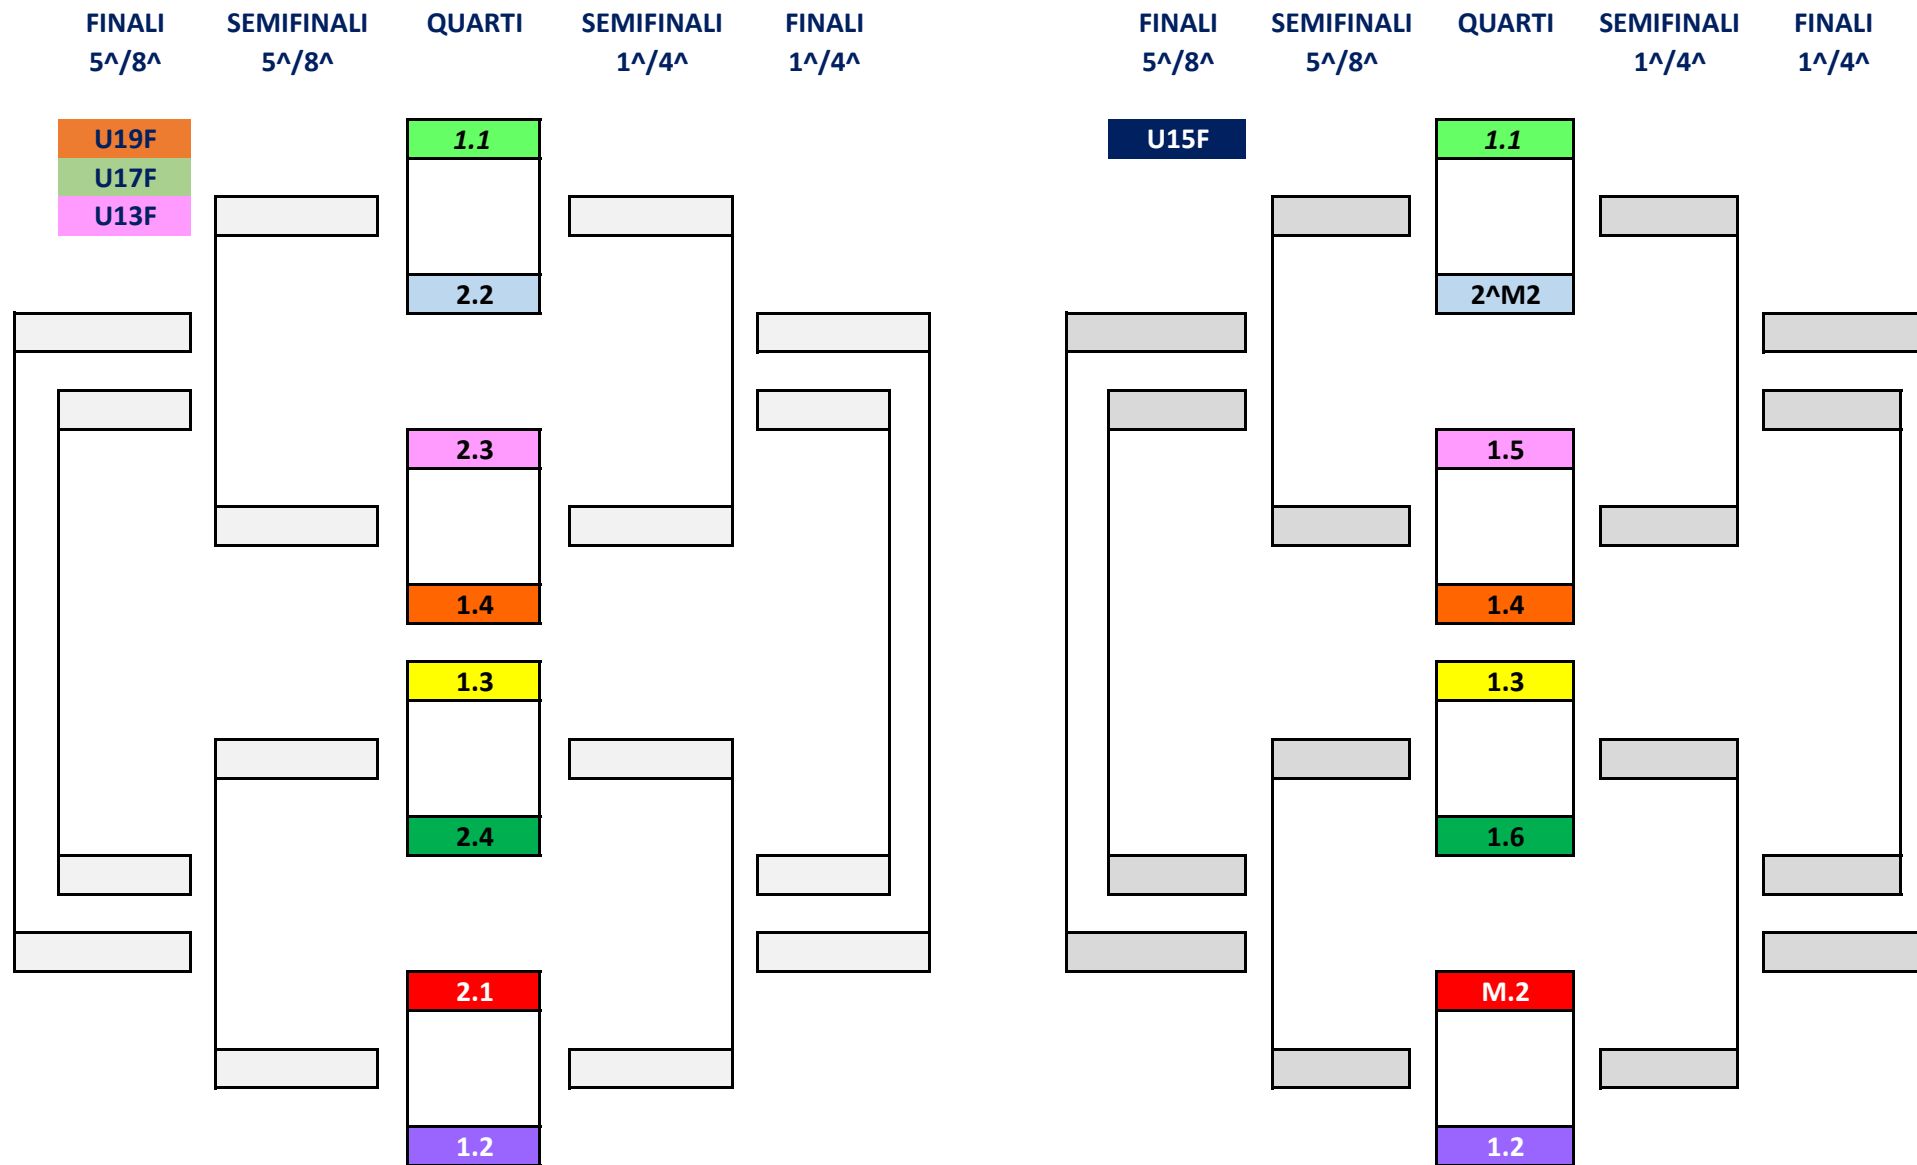 FINALI SEMIFINALI QUARTI SEMIFINALI FINALI
5^/8^ 5^/8^ 1^/4^ 1^/4^
U19F 1.1
U17F
U13F
2.2
2.3
1.4
1.3
2.4
2.1
1.2
FINALI SEMIFINALI QUARTI SEMIFINALI FINALI
5^/8^ 5^/8^ 1^/4^ 1^/4^
U15F 1.1
2^M2
1.5
1.4
1.3
1.6
M.2
1.2